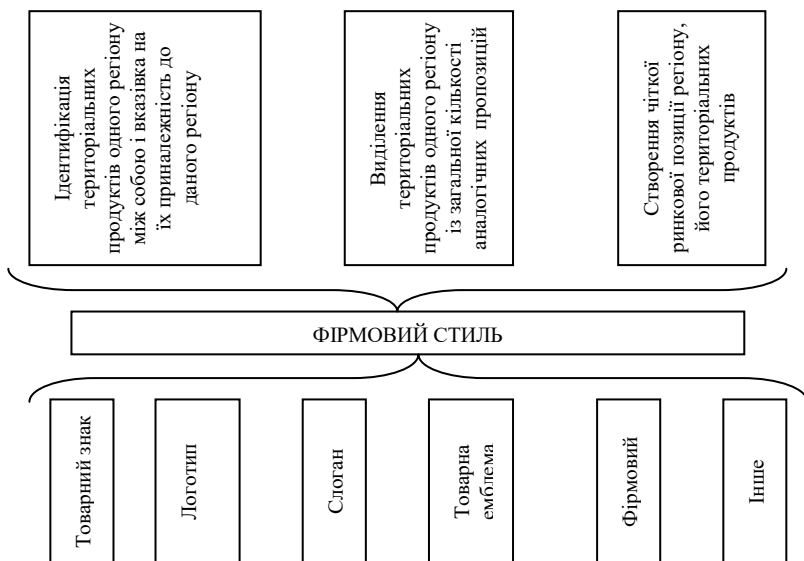 Ідентифікація
територіальних
продуктів одного регіону
між собою і вказівка на
їх приналежність до
даного регіону
Виділення
територіальних
продуктів одного регіону
із загальної кількості
аналогічних пропозицій
Створення чіткої
ринкової позиції регіону,
його територіальних
продуктів
ФІРМОВИЙ СТИЛЬ
Товарний знак
Логотип
Слоган
Товарна
емблема
Фірмовий
Інше